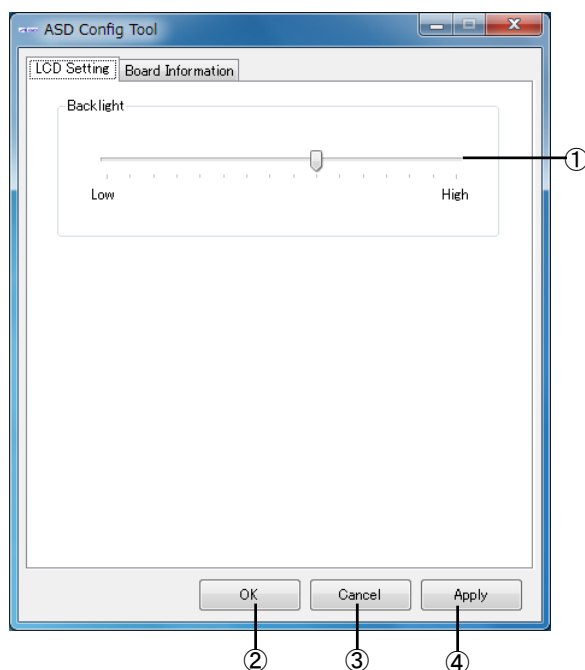 ASD Config Tool
LCD Setting Board Information
Backlight
①
Low High
OK Cancel Apply
② ③ ④